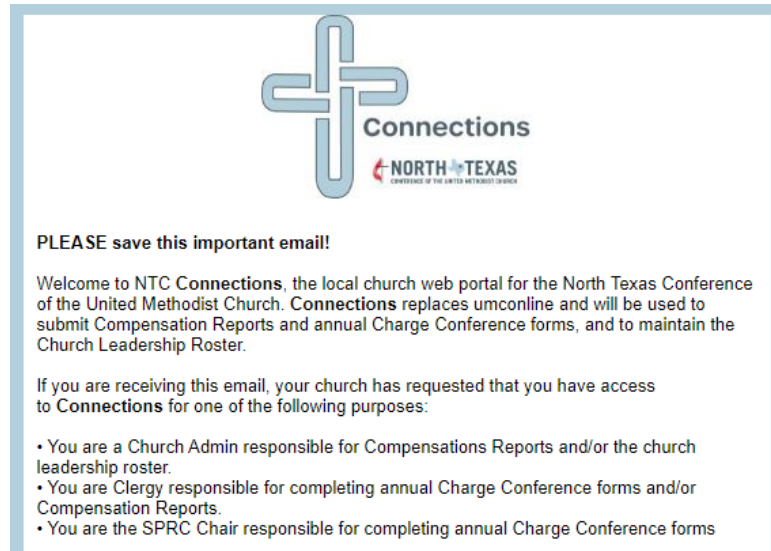 Connections
NORTH TEXAS
CONFERENCE OF THE UNITED METHODIST CHURCH
PLEASE save this important email!
Welcome to NTC Connections, the local church web portal for the North Texas Conference
of the United Methodist Church. Connections replaces umconline and will be used to
submit Compensation Reports and annual Charge Conference forms, and to maintain the
Church Leadership Roster.
If you are receiving this email, your church has requested that you have access
to Connections for one of the following purposes:
• You are a Church Admin responsible for Compensations Reports and/or the church
leadership roster.
• You are Clergy responsible for completing annual Charge Conference forms and/or
Compensation Reports.
• You are the SPRC Chair responsible for completing annual Charge Conference forms